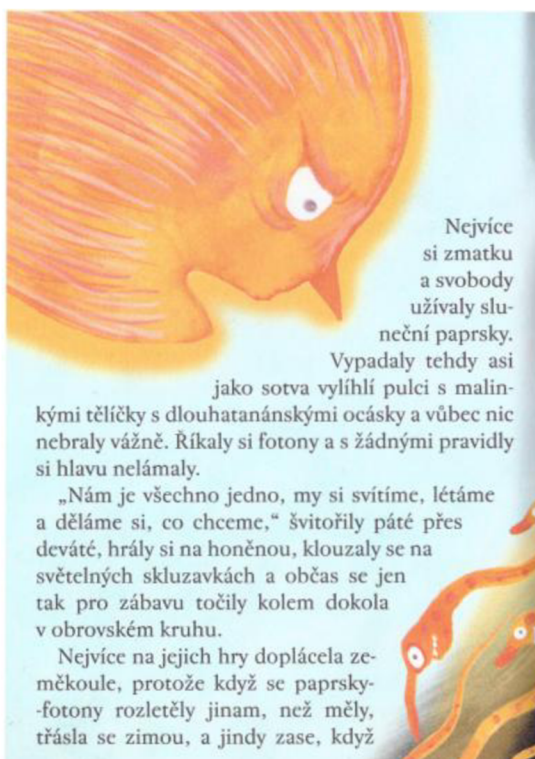 Nejvíce
si zmatku
a svobody
užívaly slu-
neční paprsky.
Vypadaly tehdy asi
jako sotva vylíhlí pulci s malin-
kými tělíčky s dlouhatanánskými ocásky a vůbec nic
nebraly vážně. Říkaly si fotony a s žádnými pravidly
si hlavu nelámaly.
„Nám je všechno jedno, my si svítíme, létáme
a děláme si, co chceme,“ švitořily páté přes
deváté, hrály si na honěnou, klouzaly se na
světelných skluzavkách a občas se jen
tak pro zábavu točily kolem dokola
v obrovském kruhu.
Nejvíce na jejich hry doplácela ze-
měkoule, protože když se paprsky-
-fotony rozletěly jinam, než měly,
třásla se zimou, a jindy zase, když